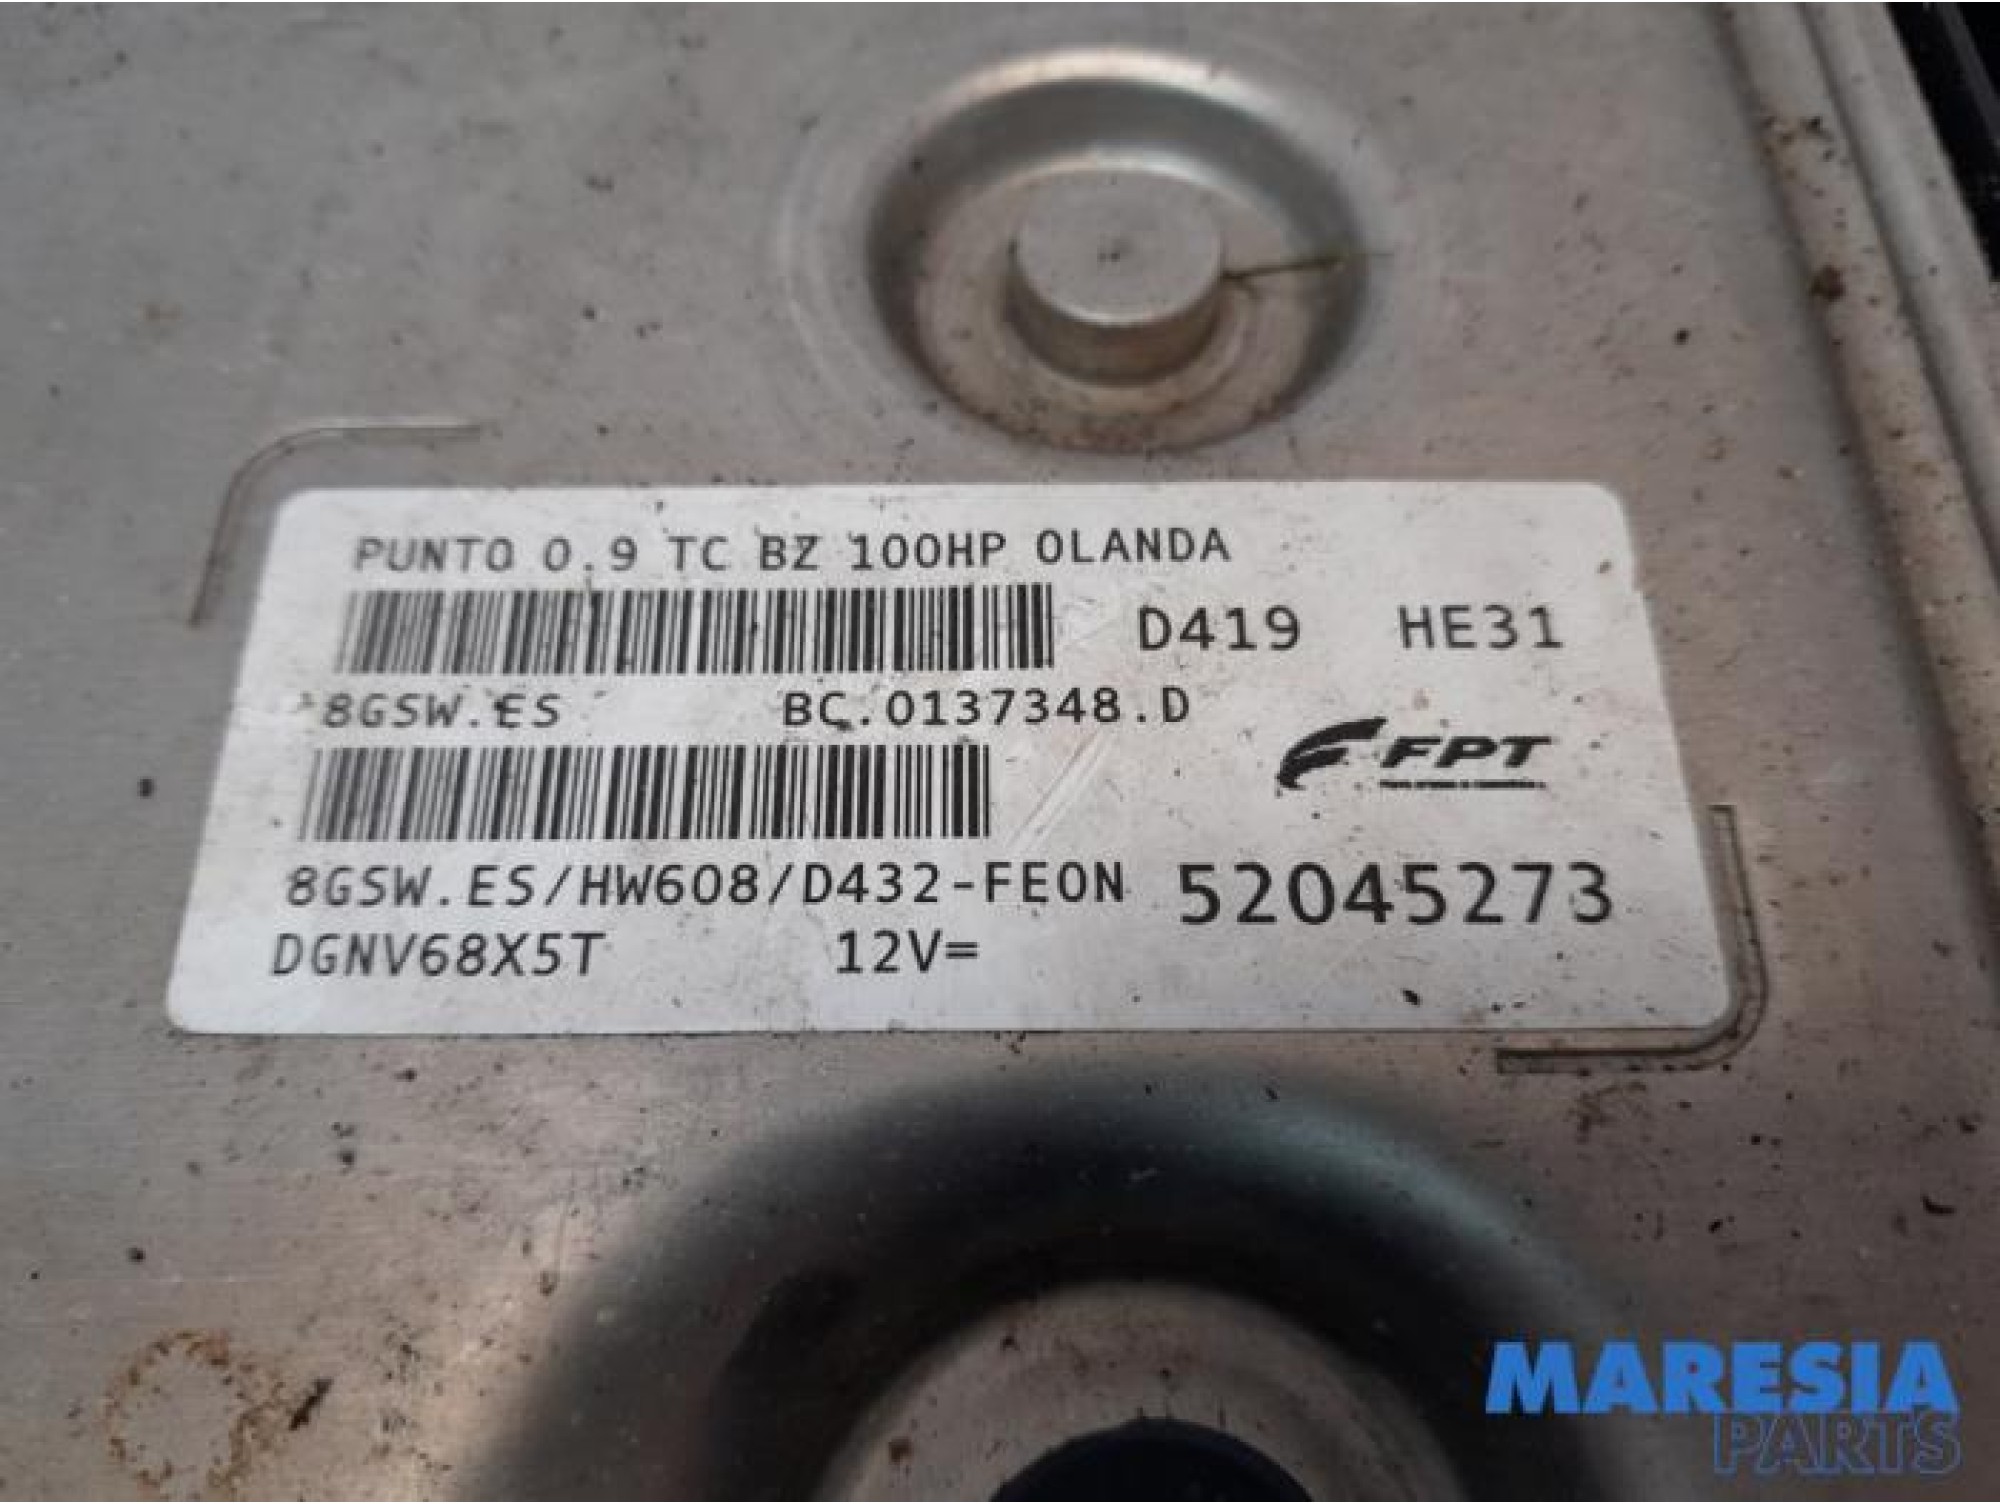 PUNTO 0.9 TC BZ 100HP OLANDA
D419 HE31
8GSW.ES BC.0137348.D
FPT
8GSW.ES/HW608/D432-FE0N 52045273
DGNV68X5T 12V=
MARESIA
PARTS